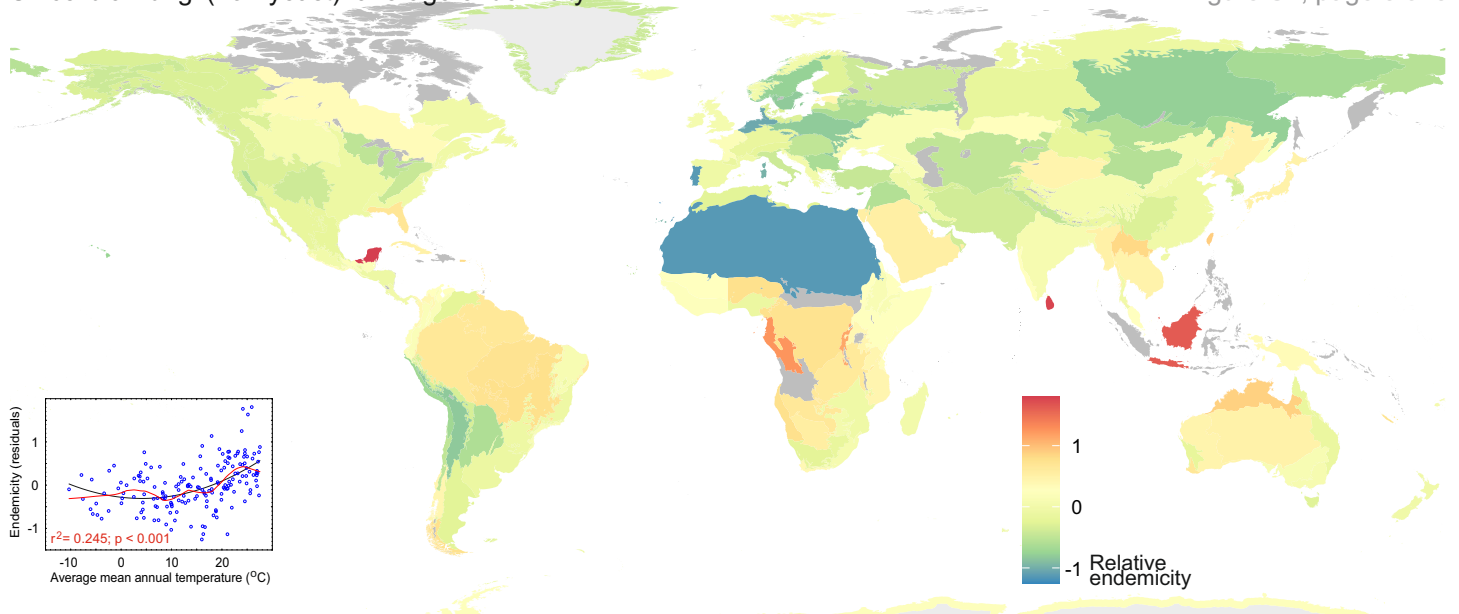 1
0
-1
Endemicity (residuals)
r²= 0.245; p < 0.001
-10 0 10 20
Average mean annual temperature (°C)
1
0
-1
Relative
endemicity